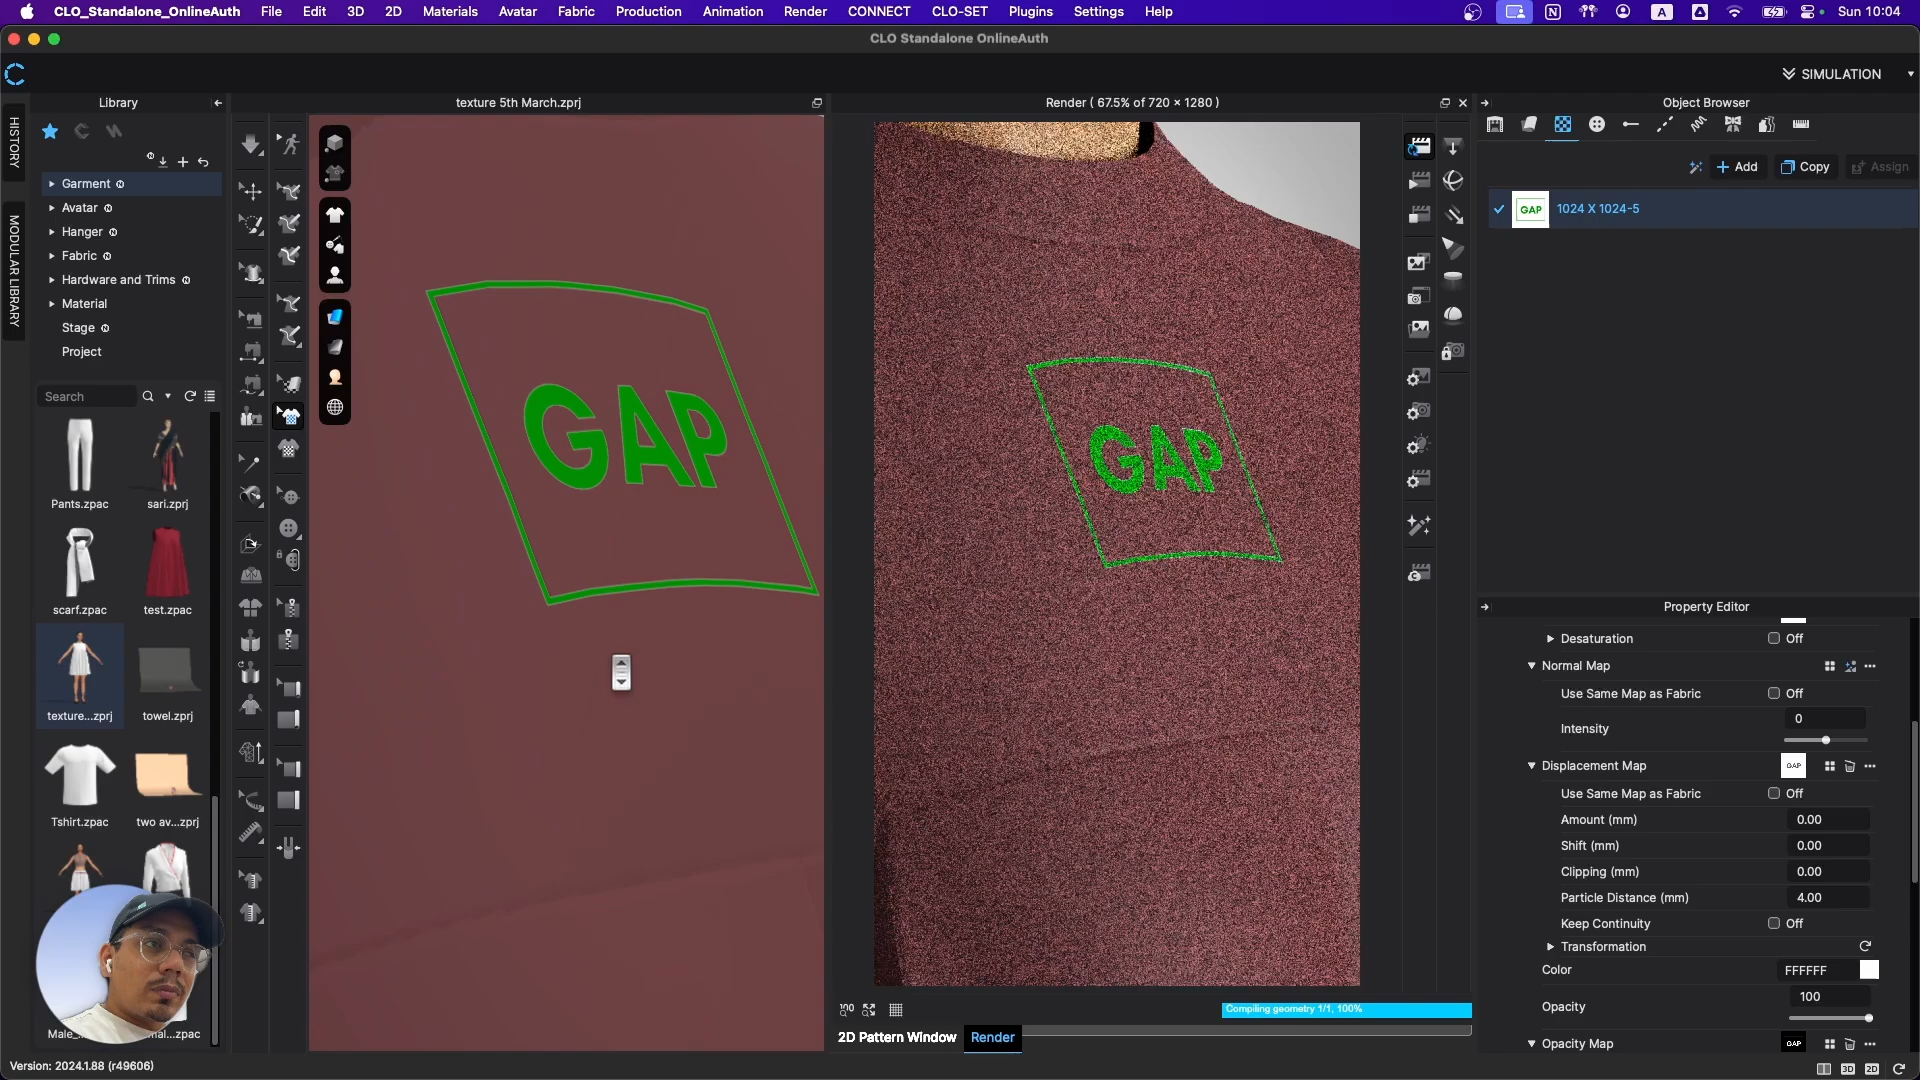 CLO_Standalone_OnlineAuth File Edit 3D 2D Materials Avatar Fabric Production Animation Render CONNECT CLO-SET Plugins Settings Help A Sun 10:04
CLO Standalone OnlineAuth
SIMULATION
HISTORY
MODULAR LIBRARY
Library
Garment
Avatar
Hanger
Fabric
Hardware and Trims
Material
Stage
Project
Search
Pants.zpac sari.zprj
scarf.zpac test.zpac
texture...zprj towel.zprj
Tshirt.zpac two av...zprj
texture 5th March.zprj
GAP
Render ( 67.5% of 720 × 1280 )
GAP
Compiling geometry 1/1, 100%
2D Pattern Window Render
Object Browser
Add Copy Assign
GAP 1024 X 1024-5
Property Editor
Desaturation Off
Normal Map
Use Same Map as Fabric Off
Intensity 0
Displacement Map GAP
Use Same Map as Fabric Off
Amount (mm) 0.00
Shift (mm) 0.00
Clipping (mm) 0.00
Particle Distance (mm) 4.00
Keep Continuity Off
Transformation
Color FFFFFF
Opacity 100
Opacity Map GAP
Version: 2024.1.88 (r49606)
3D 2D